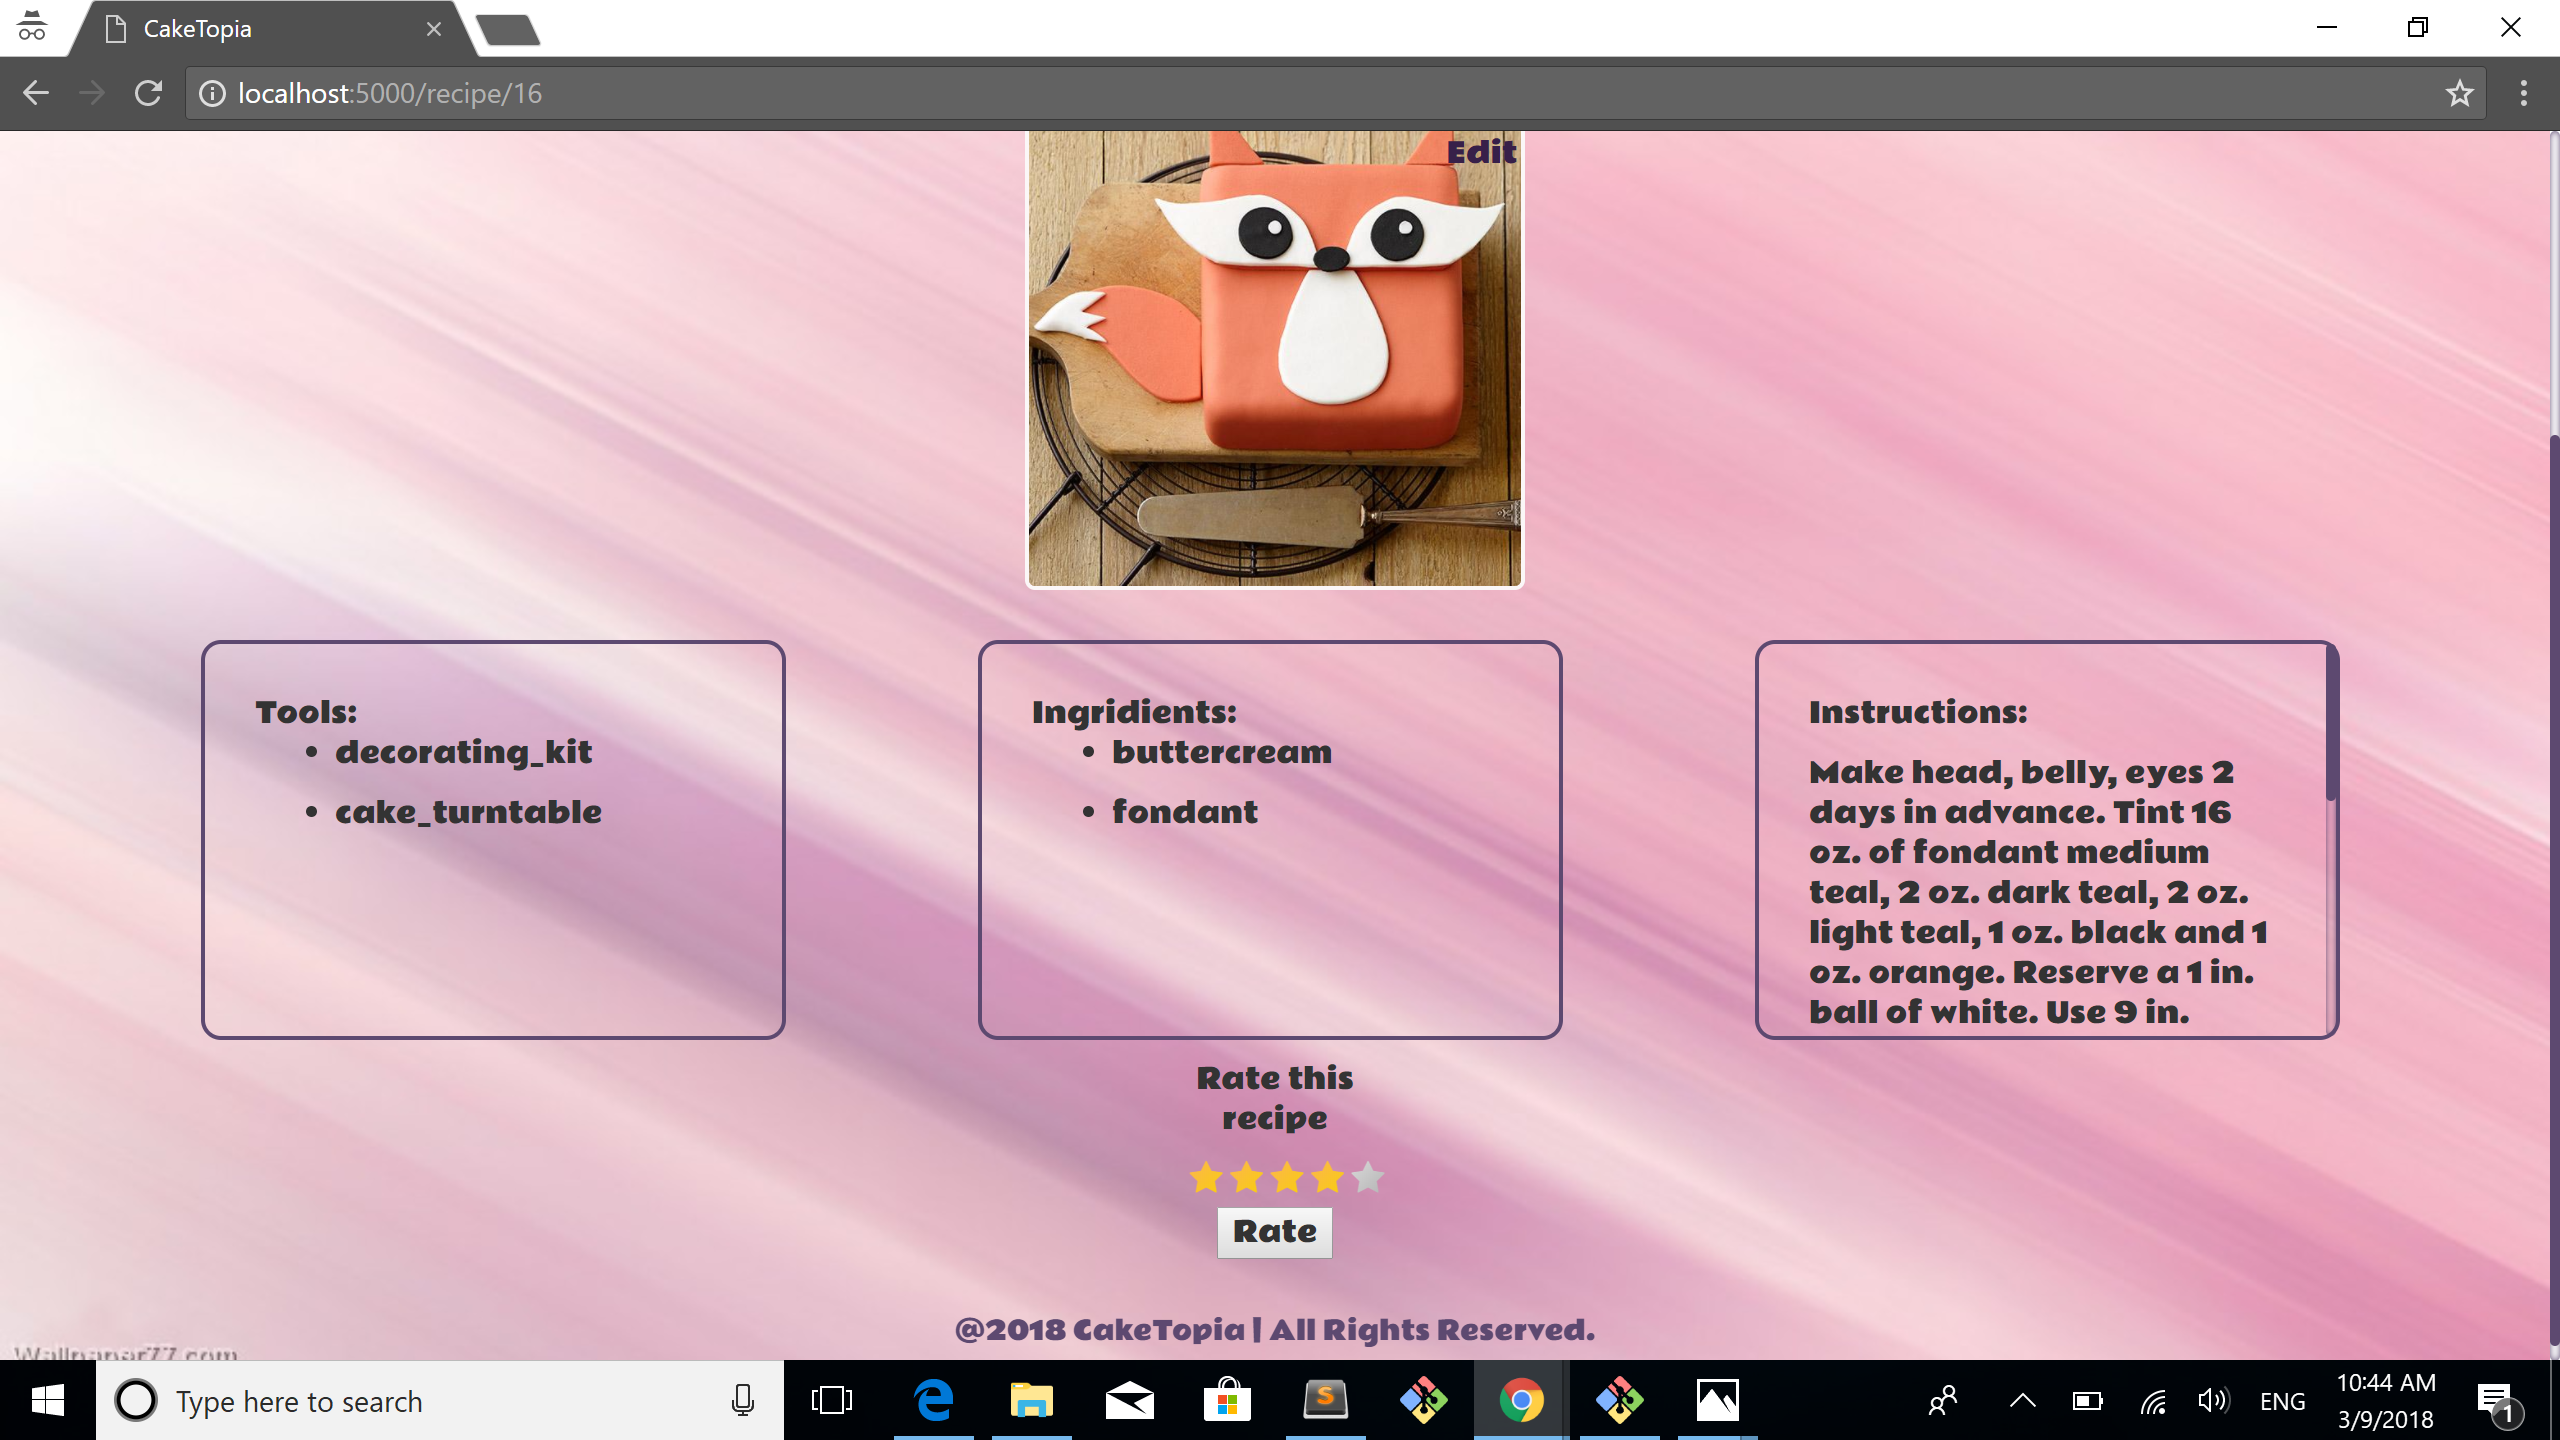 CakeTopia
localhost:5000/recipe/16
Edit
Tools:
decorating_kit
cake_turntable
Ingridients:
buttercream
fondant
Instructions:
Make head, belly, eyes 2
days in advance. Tint 16
oz. of fondant medium
teal, 2 oz. dark teal, 2 oz.
light teal, 1 oz. black and 1
oz. orange. Reserve a 1 in.
ball of white. Use 9 in.
Rate this
recipe
Rate
@2018 CakeTopia | All Rights Reserved.
Wallpaper77.com
Type here to search
S
ENG
10:44 AM
3/9/2018
1